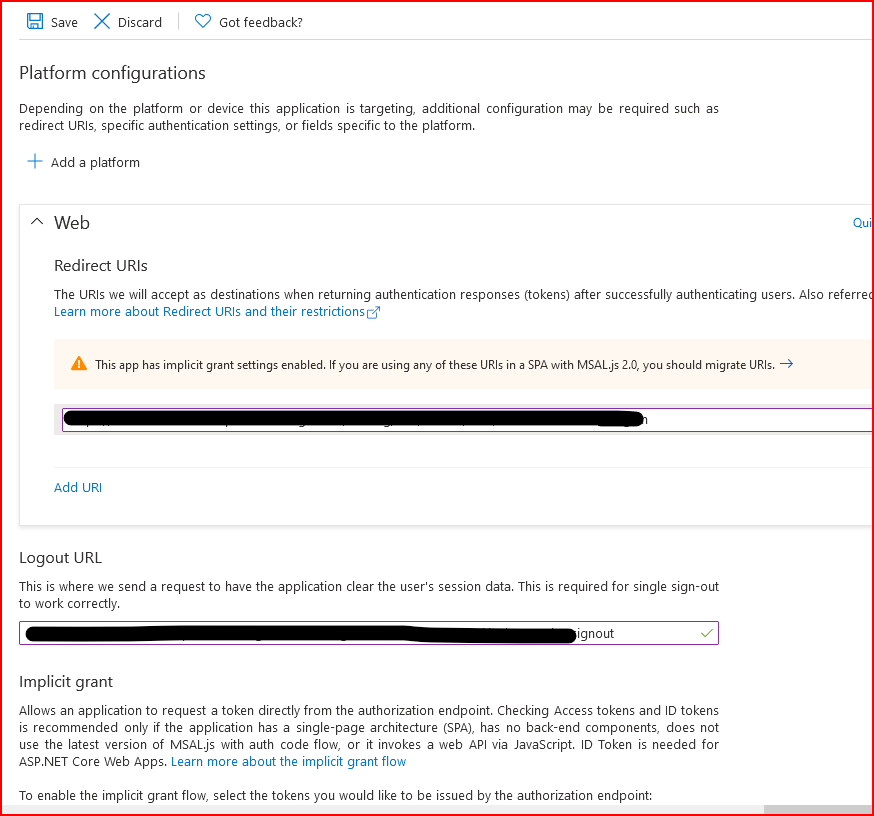 Save Discard Got feedback?
Platform configurations
Depending on the platform or device this application is targeting, additional configuration may be required such as
redirect URIs, specific authentication settings, or fields specific to the platform.
Add a platform
Web
Redirect URIs
The URIs we will accept as destinations when returning authentication responses (tokens) after successfully authenticating users. Also referred
Learn more about Redirect URIs and their restrictions
This app has implicit grant settings enabled. If you are using any of these URIs in a SPA with MSAL.js 2.0, you should migrate URIs.
Add URI
Logout URL
This is where we send a request to have the application clear the user's session data. This is required for single sign-out
to work correctly.
signout
Implicit grant
Allows an application to request a token directly from the authorization endpoint. Checking Access tokens and ID tokens
is recommended only if the application has a single-page architecture (SPA), has no back-end components, does not
use the latest version of MSAL.js with auth code flow, or it invokes a web API via JavaScript. ID Token is needed for
ASP.NET Core Web Apps. Learn more about the implicit grant flow
To enable the implicit grant flow, select the tokens you would like to be issued by the authorization endpoint: